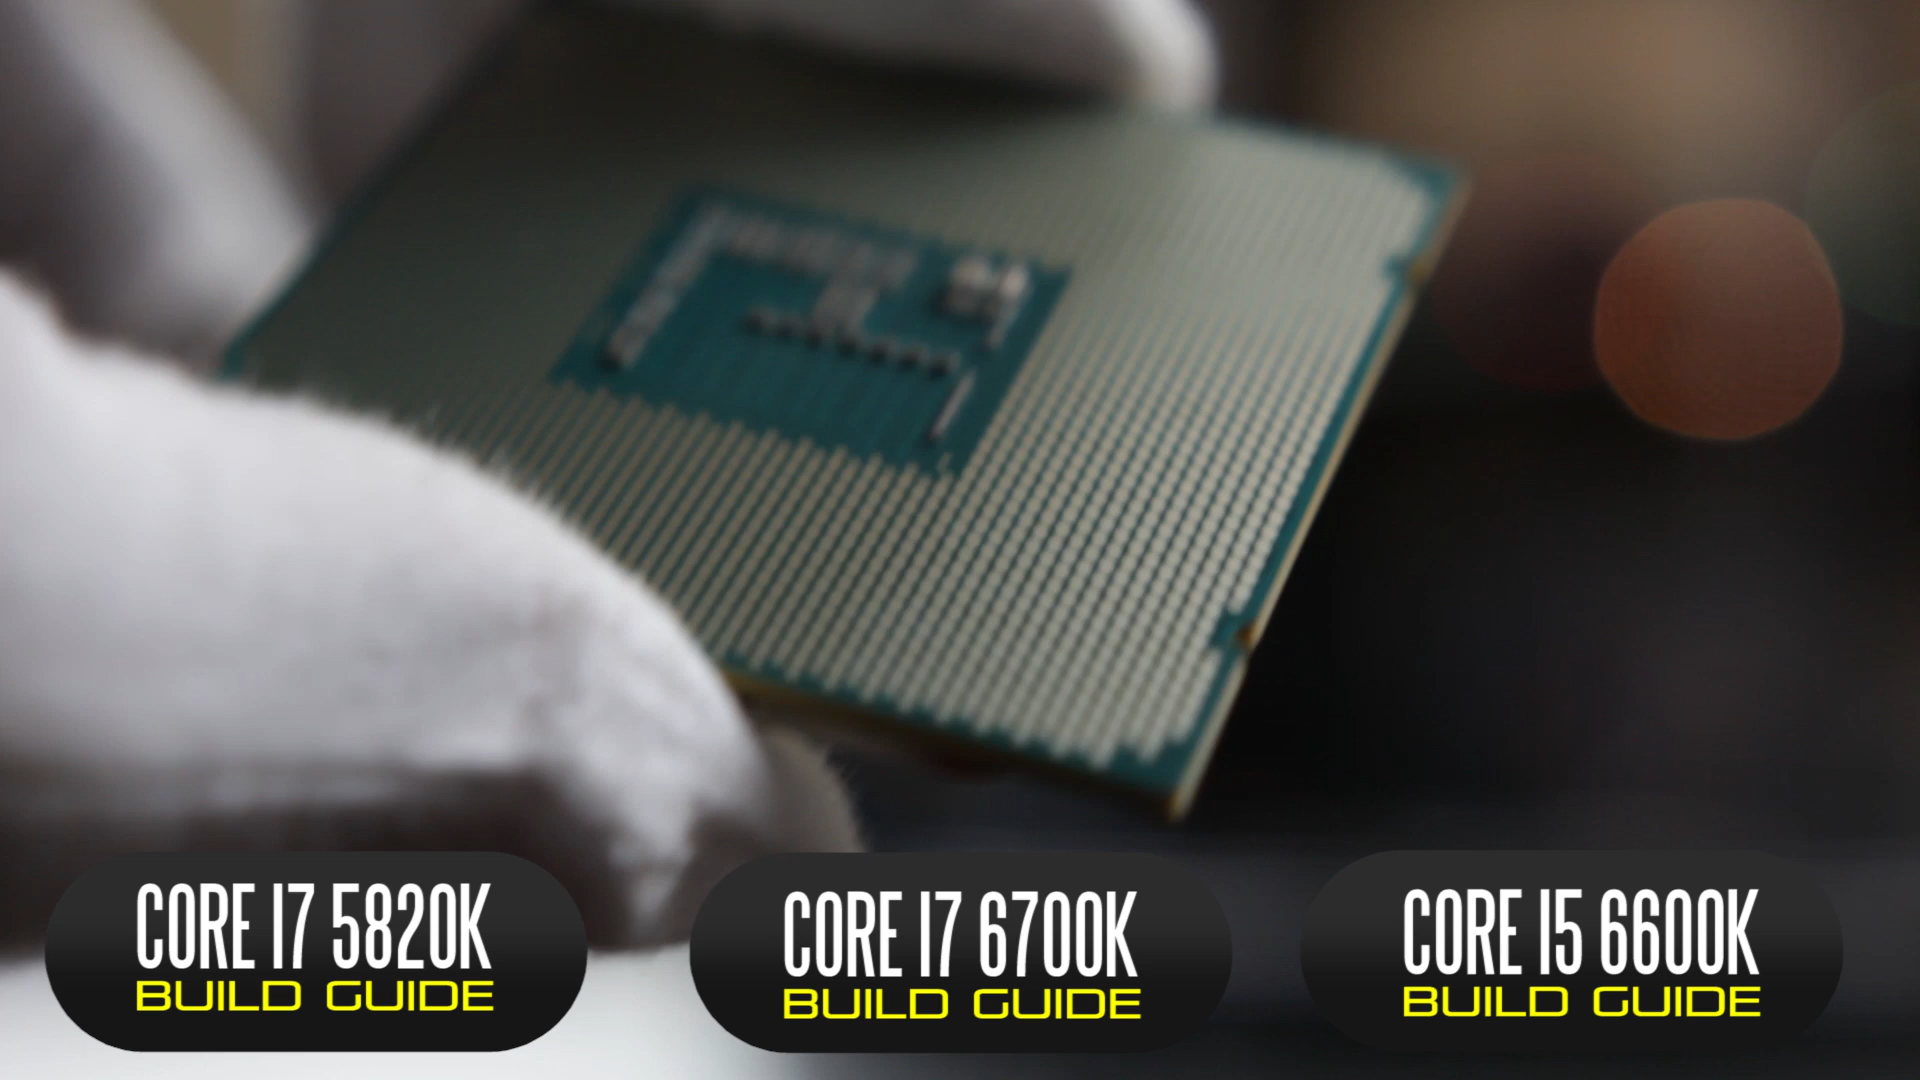 CORE I7 5820K
BUILD GUIDE
CORE I7 6700K
BUILD GUIDE
CORE I5 6600K
BUILD GUIDE